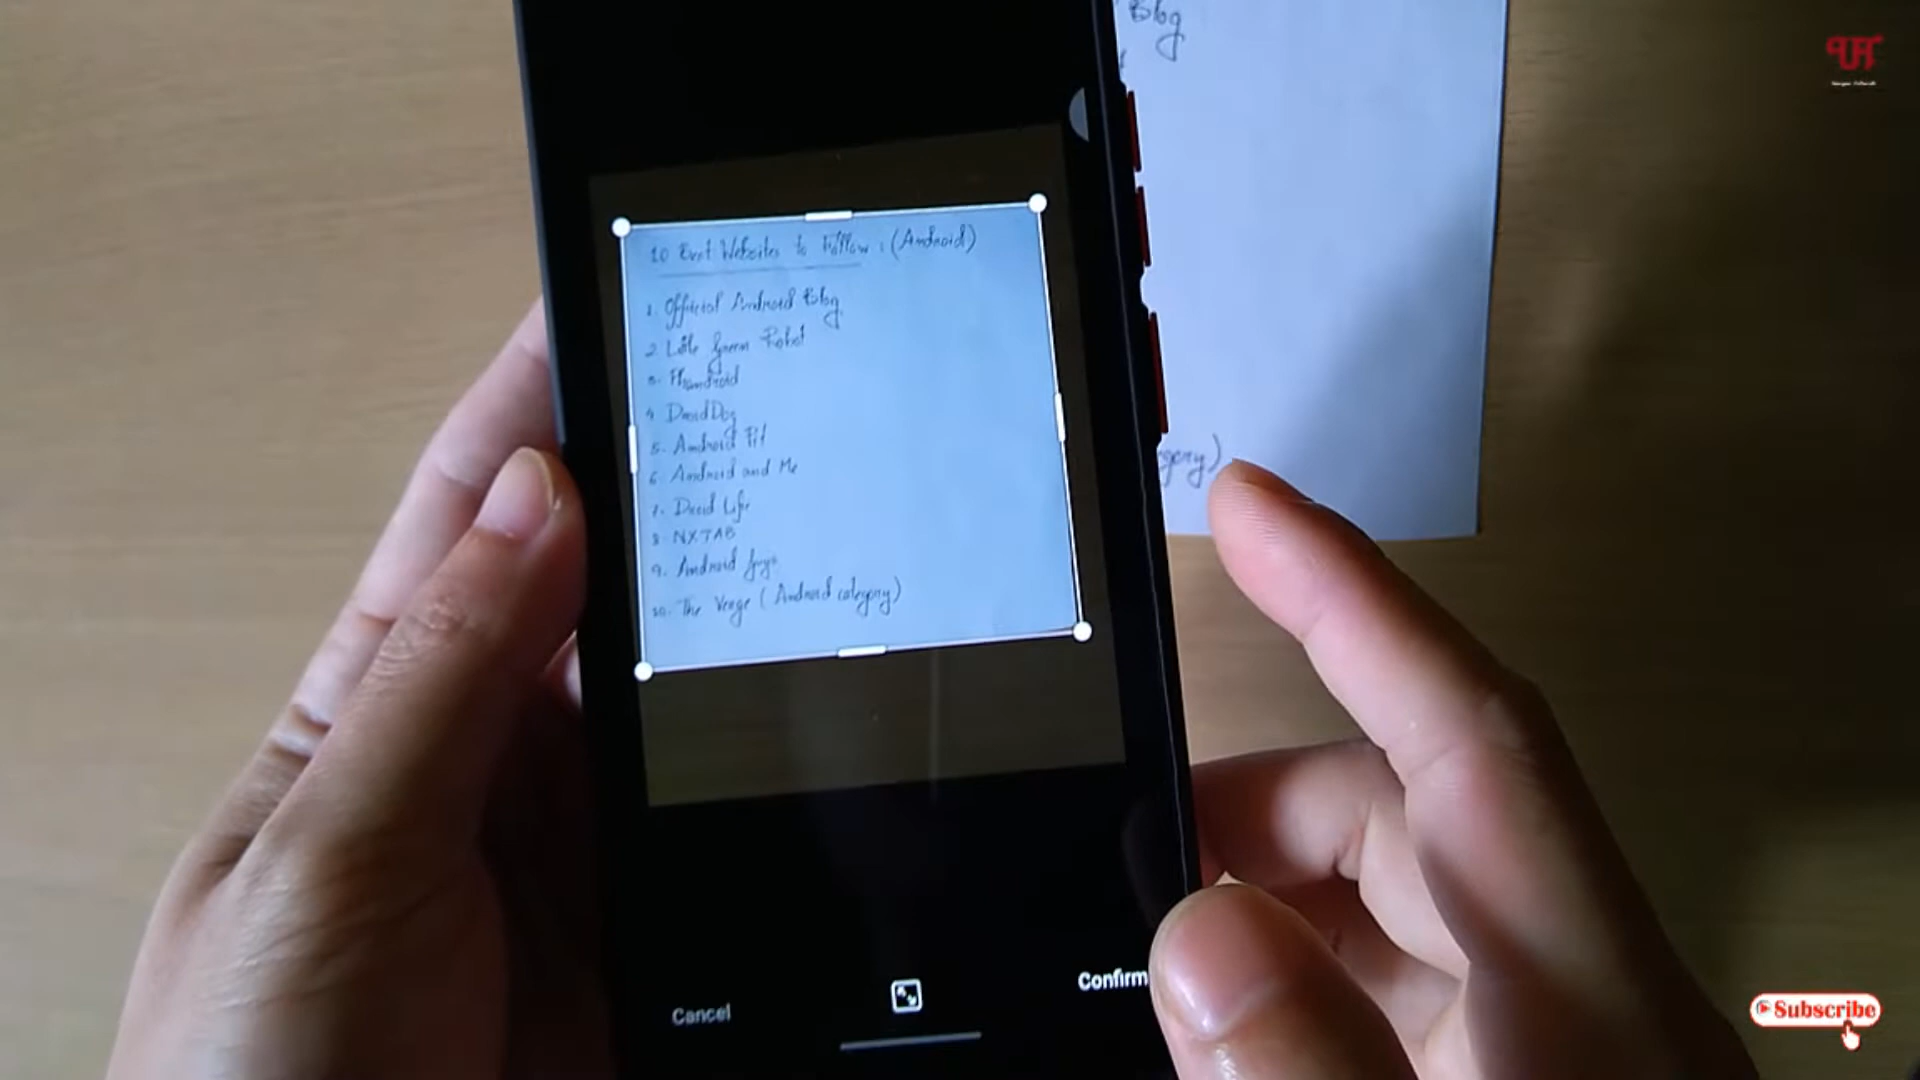 Blog
egory)
10 Best Websites to Follow : (Android)
1. Official Android Blog
2. Little Green Robot
3. Phandroid
4. DroidDog
5. Android Pit
6. Android and Me
7. Droid Life
8. NXTAB
9. Android Guys
10. The Verge (Android category)
Cancel
Confirm
Subscribe